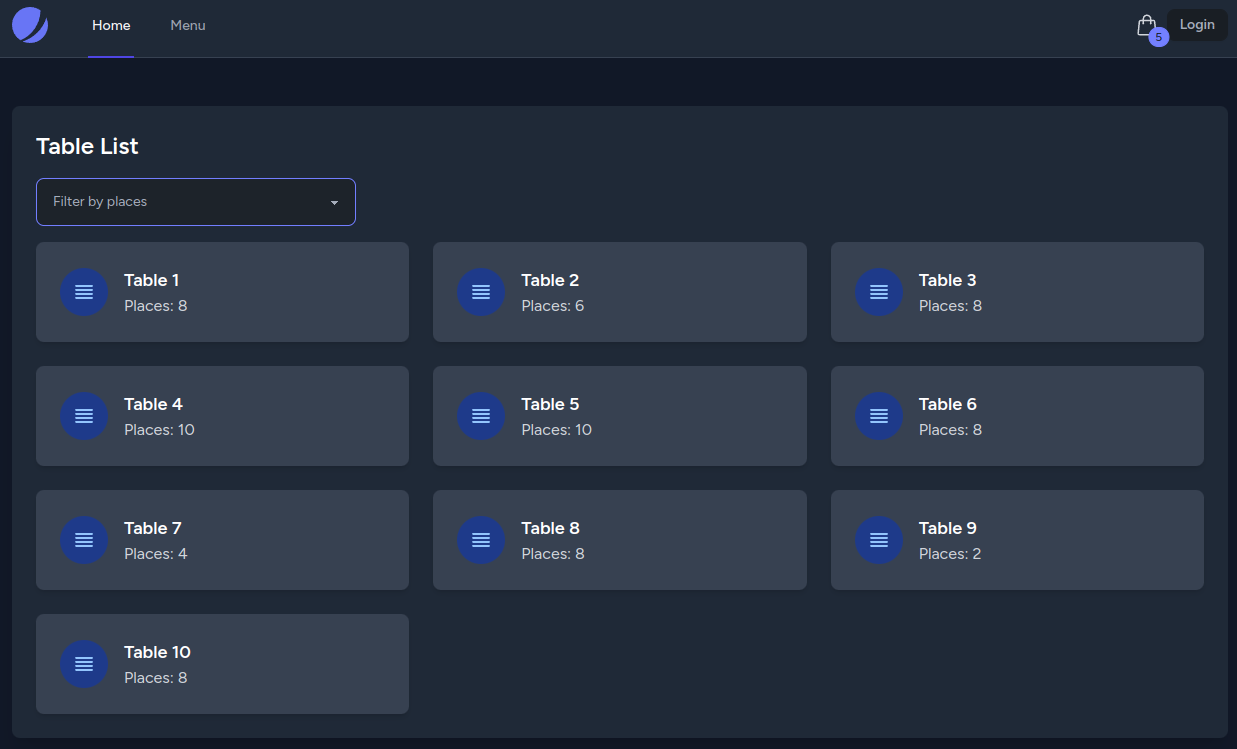 Home
Menu
5
Login
Table List
Filter by places
Table 1
Places: 8
Table 2
Places: 6
Table 3
Places: 8
Table 4
Places: 10
Table 5
Places: 10
Table 6
Places: 8
Table 7
Places: 4
Table 8
Places: 8
Table 9
Places: 2
Table 10
Places: 8